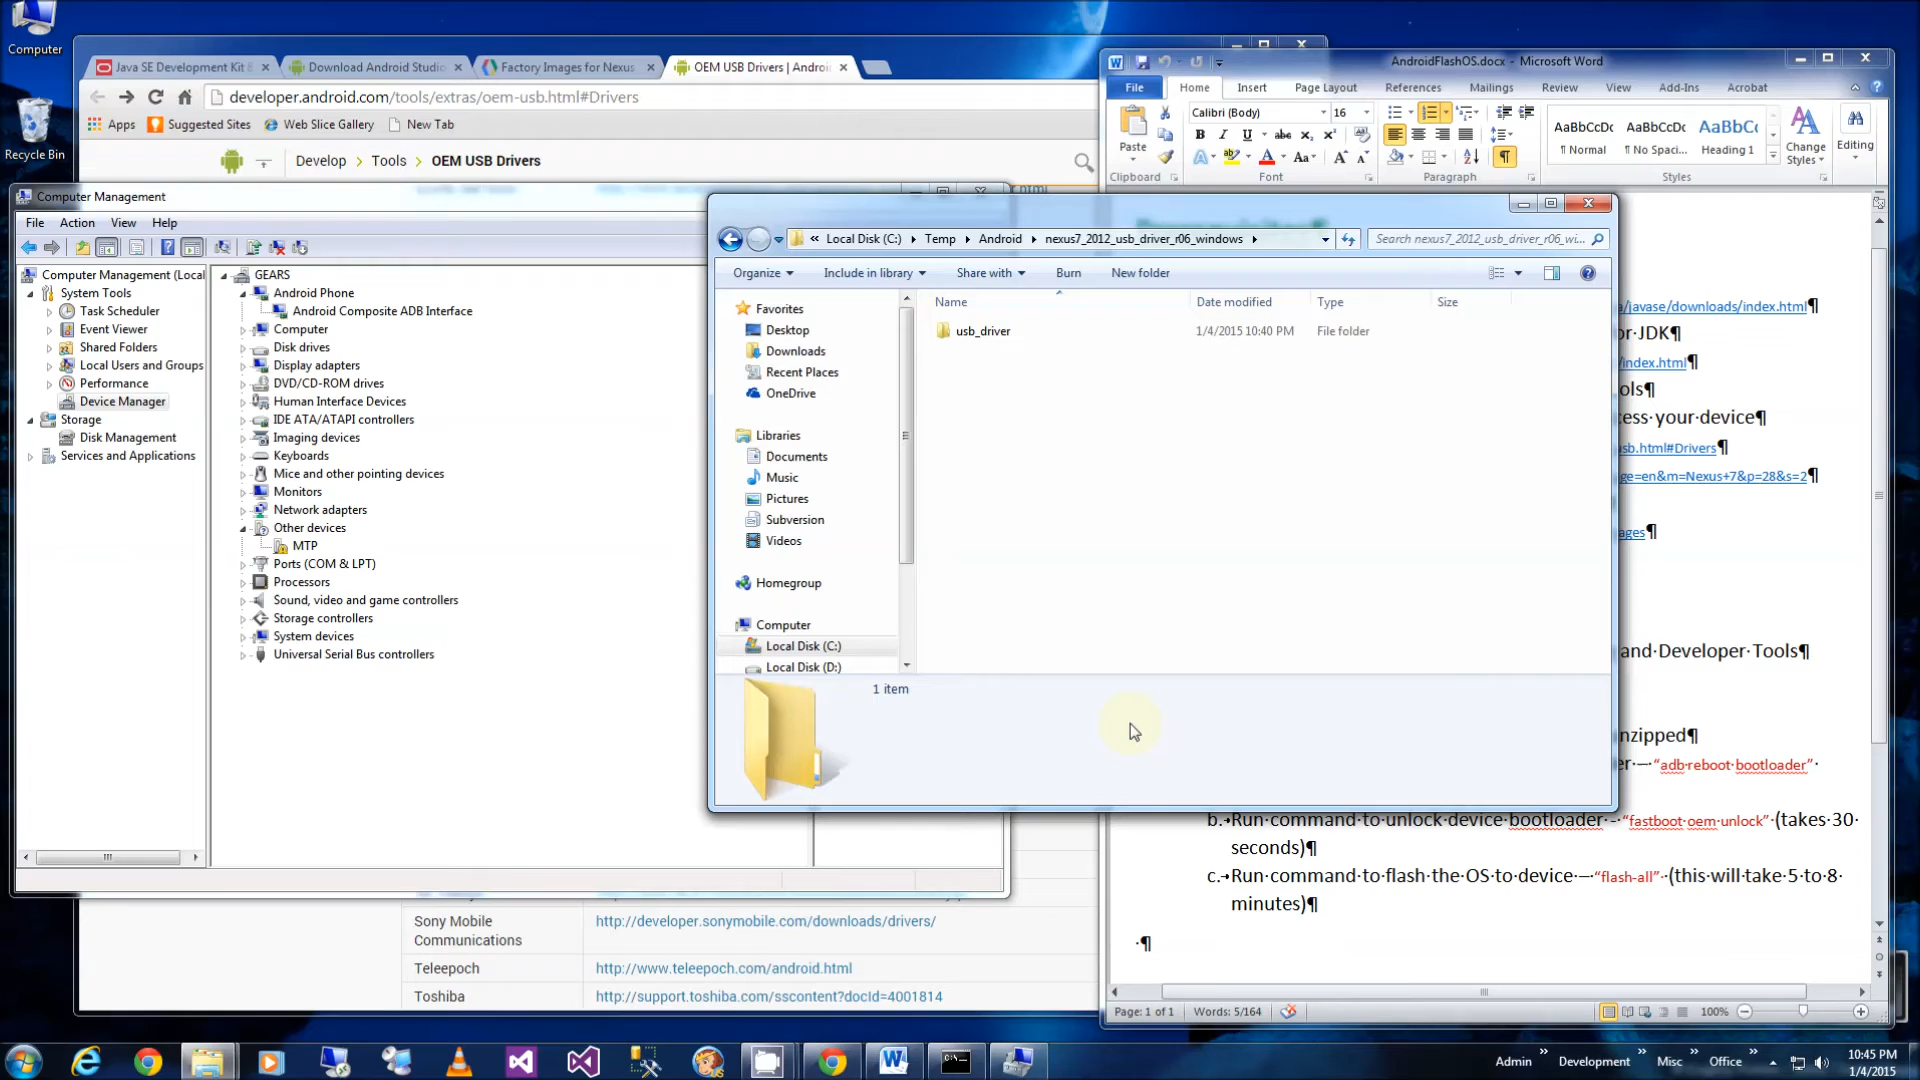 Computer
Recycle Bin
Java SE Development Kit 8
Download Android Studio
Factory Images for Nexus
OEM USB Drivers | Androi
developer.android.com/tools/extras/oem-usb.html#Drivers
Apps
Suggested Sites
Web Slice Gallery
New Tab
Develop
Tools
OEM USB Drivers
Sony Mobile Communications
http://developer.sonymobile.com/downloads/drivers/
Teleepoch
http://www.teleepoch.com/android.html
Toshiba
http://support.toshiba.com/sscontent?docId=4001814
Computer Management
File Action View Help
Computer Management (Local
System Tools
Task Scheduler
Event Viewer
Shared Folders
Local Users and Groups
Performance
Device Manager
Storage
Disk Management
Services and Applications
GEARS
Android Phone
Android Composite ADB Interface
Computer
Disk drives
Display adapters
DVD/CD-ROM drives
Human Interface Devices
IDE ATA/ATAPI controllers
Imaging devices
Keyboards
Mice and other pointing devices
Monitors
Network adapters
Other devices
MTP
Ports (COM & LPT)
Processors
Sound, video and game controllers
Storage controllers
System devices
Universal Serial Bus controllers
« Local Disk (C:) Temp Android nexus7_2012_usb_driver_r06_windows
Search nexus7_2012_usb_driver_r06_wi...
Organize Include in library Share with Burn New folder
Favorites
Desktop
Downloads
Recent Places
OneDrive
Libraries
Documents
Music
Pictures
Subversion
Videos
Homegroup
Computer
Local Disk (C:)
Local Disk (D:)
Name Date modified Type Size
usb_driver 1/4/2015 10:40 PM File folder
1 item
AndroidFlashOS.docx - Microsoft Word
File Home Insert Page Layout References Mailings Review View Add-Ins Acrobat
Paste
Calibri (Body) 16
AaBbCcDc AaBbCcDc AaBbCc
¶ Normal ¶ No Spaci... Heading 1
Change Styles
Editing
Clipboard Font Paragraph Styles
a/javase/downloads/index.html¶
or·JDK¶
/index.html¶
ols¶
cess·your·device¶
sb.html#Drivers¶
ge=en&m=Nexus+7&p=28&s=2¶
ages¶
and·Developer·Tools¶
nzipped¶
er·–·“adb·reboot·bootloader”·
b.→Run·command·to·unlock·device·bootloader·-·“fastboot·oem·unlock”·(takes·30·
seconds)¶
c.→Run·command·to·flash·the·OS·to·device·–·“flash-all”·(this·will·take·5·to·8·
minutes)¶
·¶
Page: 1 of 1 Words: 5/164 100%
Admin » Development » Misc » Office »
10:45 PM
1/4/2015